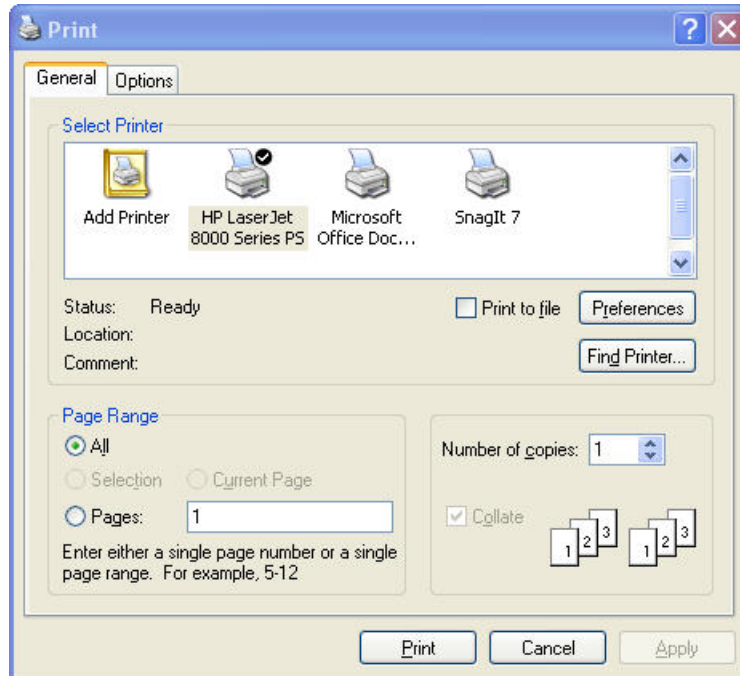 Print
General Options
Select Printer
Add Printer
HP LaserJet
8000 Series PS
Microsoft
Office Doc...
SnagIt 7
Status: Ready
Location:
Comment:
Print to file
Preferences
Find Printer...
Page Range
All
Selection Current Page
Pages: 1
Enter either a single page number or a single
page range. For example, 5-12
Number of copies: 1
Collate
1 2 3 1 2 3
Print Cancel Apply